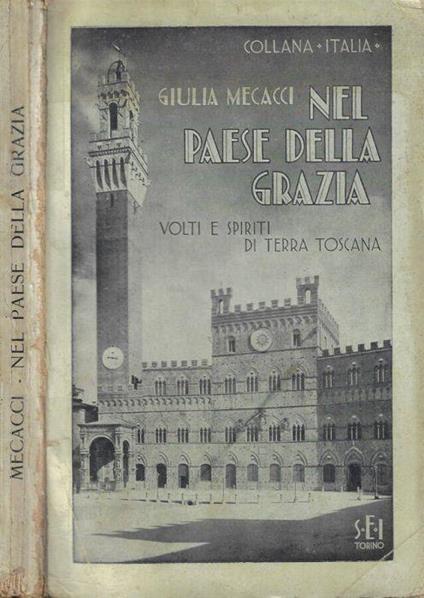 MECACCI · NEL PAESE DELLA GRAZIA
COLLANA · ITALIA ·
GIULIA MECACCI
NEL
PAESE DELLA
GRAZIA
VOLTI E SPIRITI
DI TERRA TOSCANA
S·E·I
TORINO